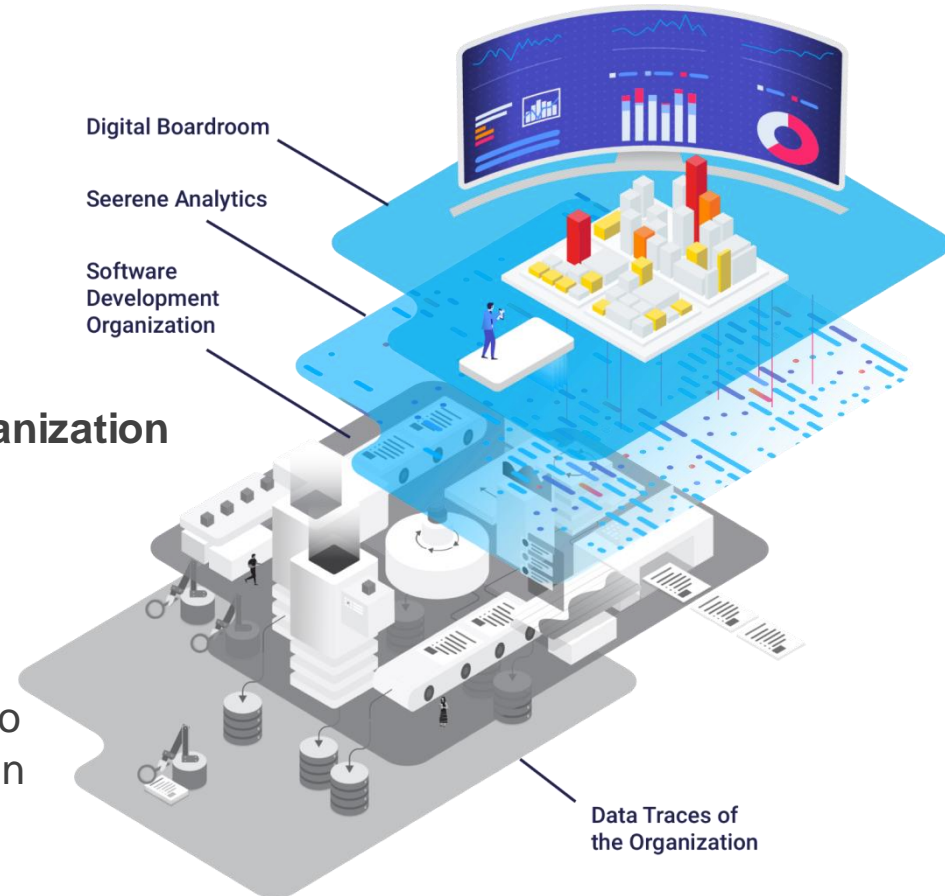 Digital Boardroom
Seerene Analytics
Software
Development
Organization
anization
o
n
Data Traces of
the Organization